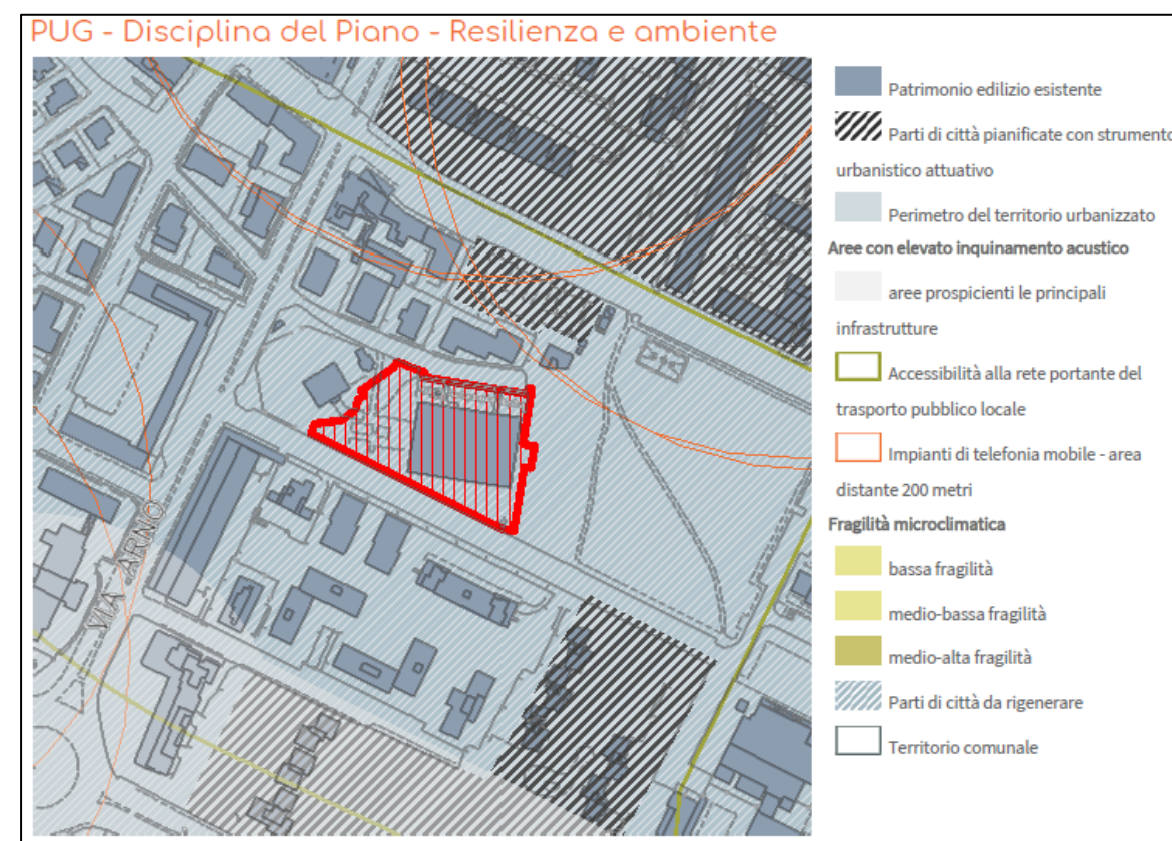 PUG - Disciplina del Piano - Resilienza e ambiente
Patrimonio edilizio esistente
Parti di città pianificate con strumento
urbanistico attuativo
Perimetro del territorio urbanizzato
Aree con elevato inquinamento acustico
aree prospicienti le principali
infrastrutture
Accessibilità alla rete portante del
trasporto pubblico locale
Impianti di telefonia mobile - area
distante 200 metri
Fragilità microclimatica
bassa fragilità
medio-bassa fragilità
medio-alta fragilità
Parti di città da rigenerare
Territorio comunale
VIA ARNO